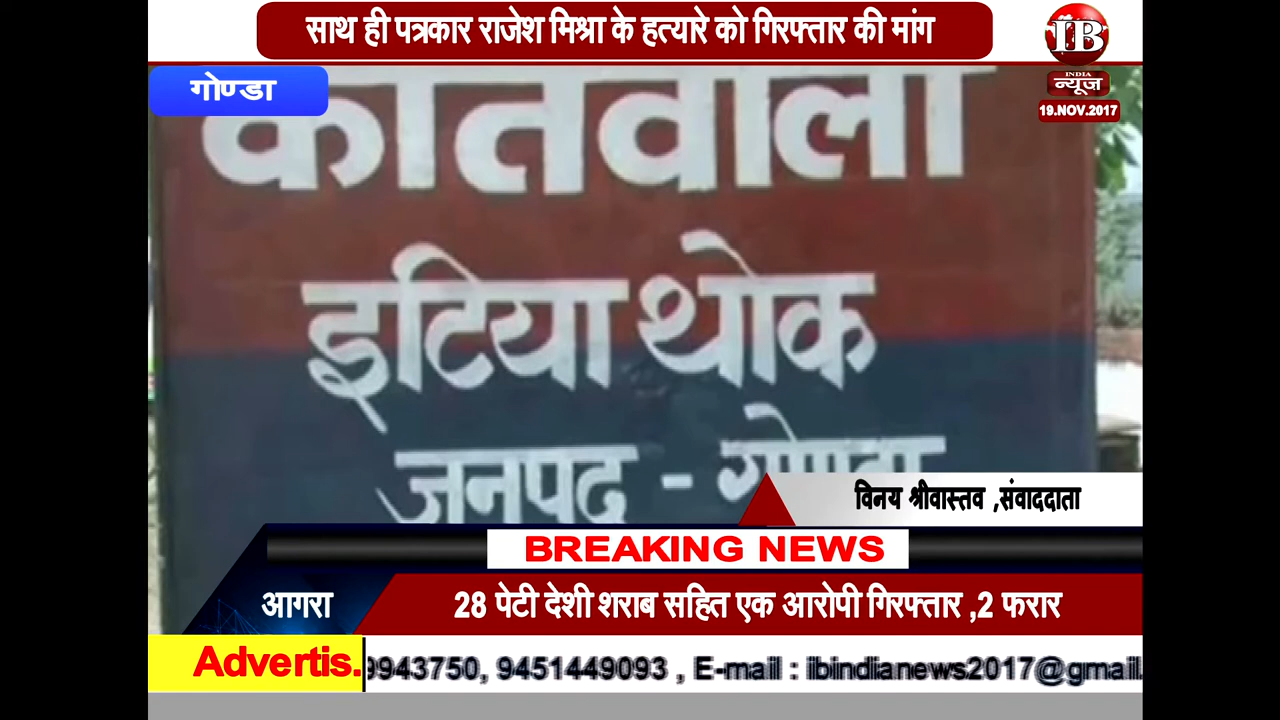 साथ ही पत्रकार राजेश मिश्रा के हत्यारे को गिरफ्तार की मांग
IB
INDIA
न्यूज
19.NOV.2017
गोण्डा
कोतवाली
इटिया थोक
जनपद - गोण्डा
विनय श्रीवास्तव ,संवाददाता
BREAKING NEWS
आगरा
28 पेटी देशी शराब सहित एक आरोपी गिरफ्तार ,2 फरार
Advertis.
9943750, 9451449093 , E-mail : ibindianews2017@gmail.